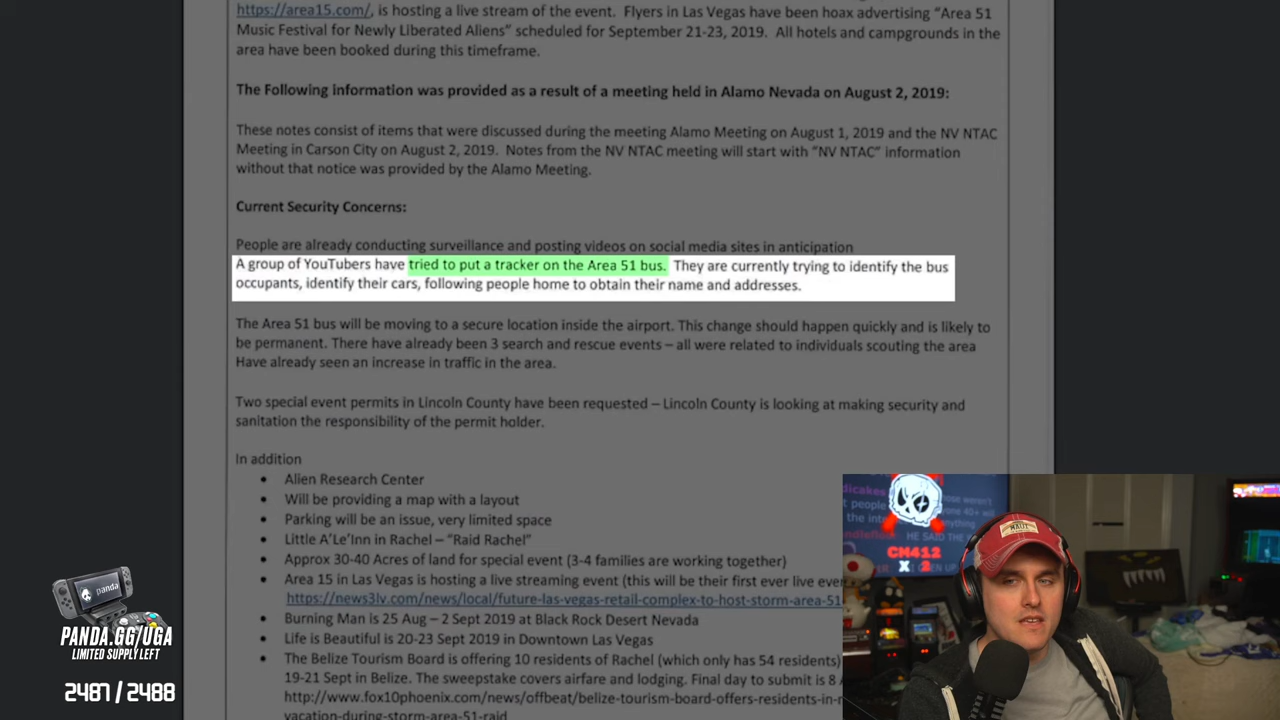 https://area15.com/, is hosting a live stream of the event. Flyers in Las Vegas have been hoax advertising "Area 51
Music Festival for Newly Liberated Aliens" scheduled for September 21-23, 2019. All hotels and campgrounds in the
area have been booked during this timeframe.
The Following information was provided as a result of a meeting held in Alamo Nevada on August 2, 2019:
These notes consist of items that were discussed during the meeting Alamo Meeting on August 1, 2019 and the NV NTAC
Meeting in Carson City on August 2, 2019. Notes from the NV NTAC meeting will start with "NV NTAC" information
without that notice was provided by the Alamo Meeting.
Current Security Concerns:
People are already conducting surveillance and posting videos on social media sites in anticipation
A group of YouTubers have tried to put a tracker on the Area 51 bus. They are currently trying to identify the bus
occupants, identify their cars, following people home to obtain their name and addresses.
The Area 51 bus will be moving to a secure location inside the airport. This change should happen quickly and is likely to
be permanent. There have already been 3 search and rescue events – all were related to individuals scouting the area
Have already seen an increase in traffic in the area.
Two special event permits in Lincoln County have been requested – Lincoln County is looking at making security and
sanitation the responsibility of the permit holder.
In addition
• Alien Research Center
• Will be providing a map with a layout
• Parking will be an issue, very limited space
• Little A'Le'Inn in Rachel – "Raid Rachel"
• Approx 30-40 Acres of land for special event (3-4 families are working together)
• Area 15 in Las Vegas is hosting a live streaming event (this will be their first ever live ever
https://news3lv.com/news/local/future-las-vegas-retail-complex-to-host-storm-area-51
• Burning Man is 25 Aug – 2 Sept 2019 at Black Rock Desert Nevada
• Life is Beautiful is 20-23 Sept 2019 in Downtown Las Vegas
• The Belize Tourism Board is offering 10 residents of Rachel (which only has 54 residents)
19-21 Sept in Belize. The sweepstake covers airfare and lodging. Final day to submit is 8
http://www.fox10phoenix.com/news/offbeat/belize-tourism-board-offers-residents-in-r
vacation-during-storm-area-51-raid
panda
PANDA.GG/UGA
LIMITED SUPPLY LEFT
2487 / 2488
CM412
X 2
HE SAID THE
people
the int
anything